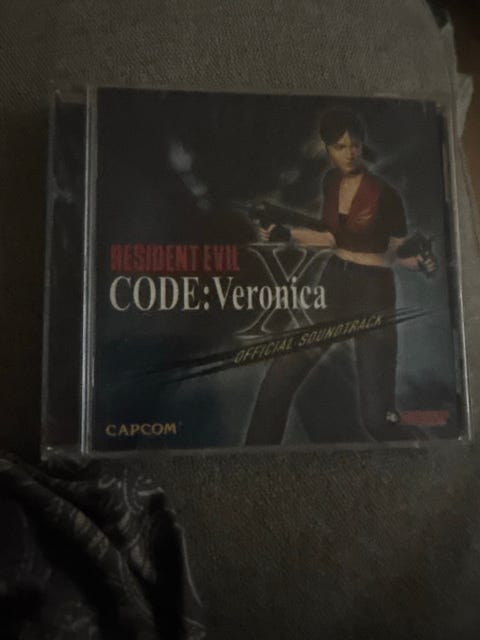 RESIDENT EVIL
CODE:Veronica
X
OFFICIAL SOUNDTRACK
CAPCOM